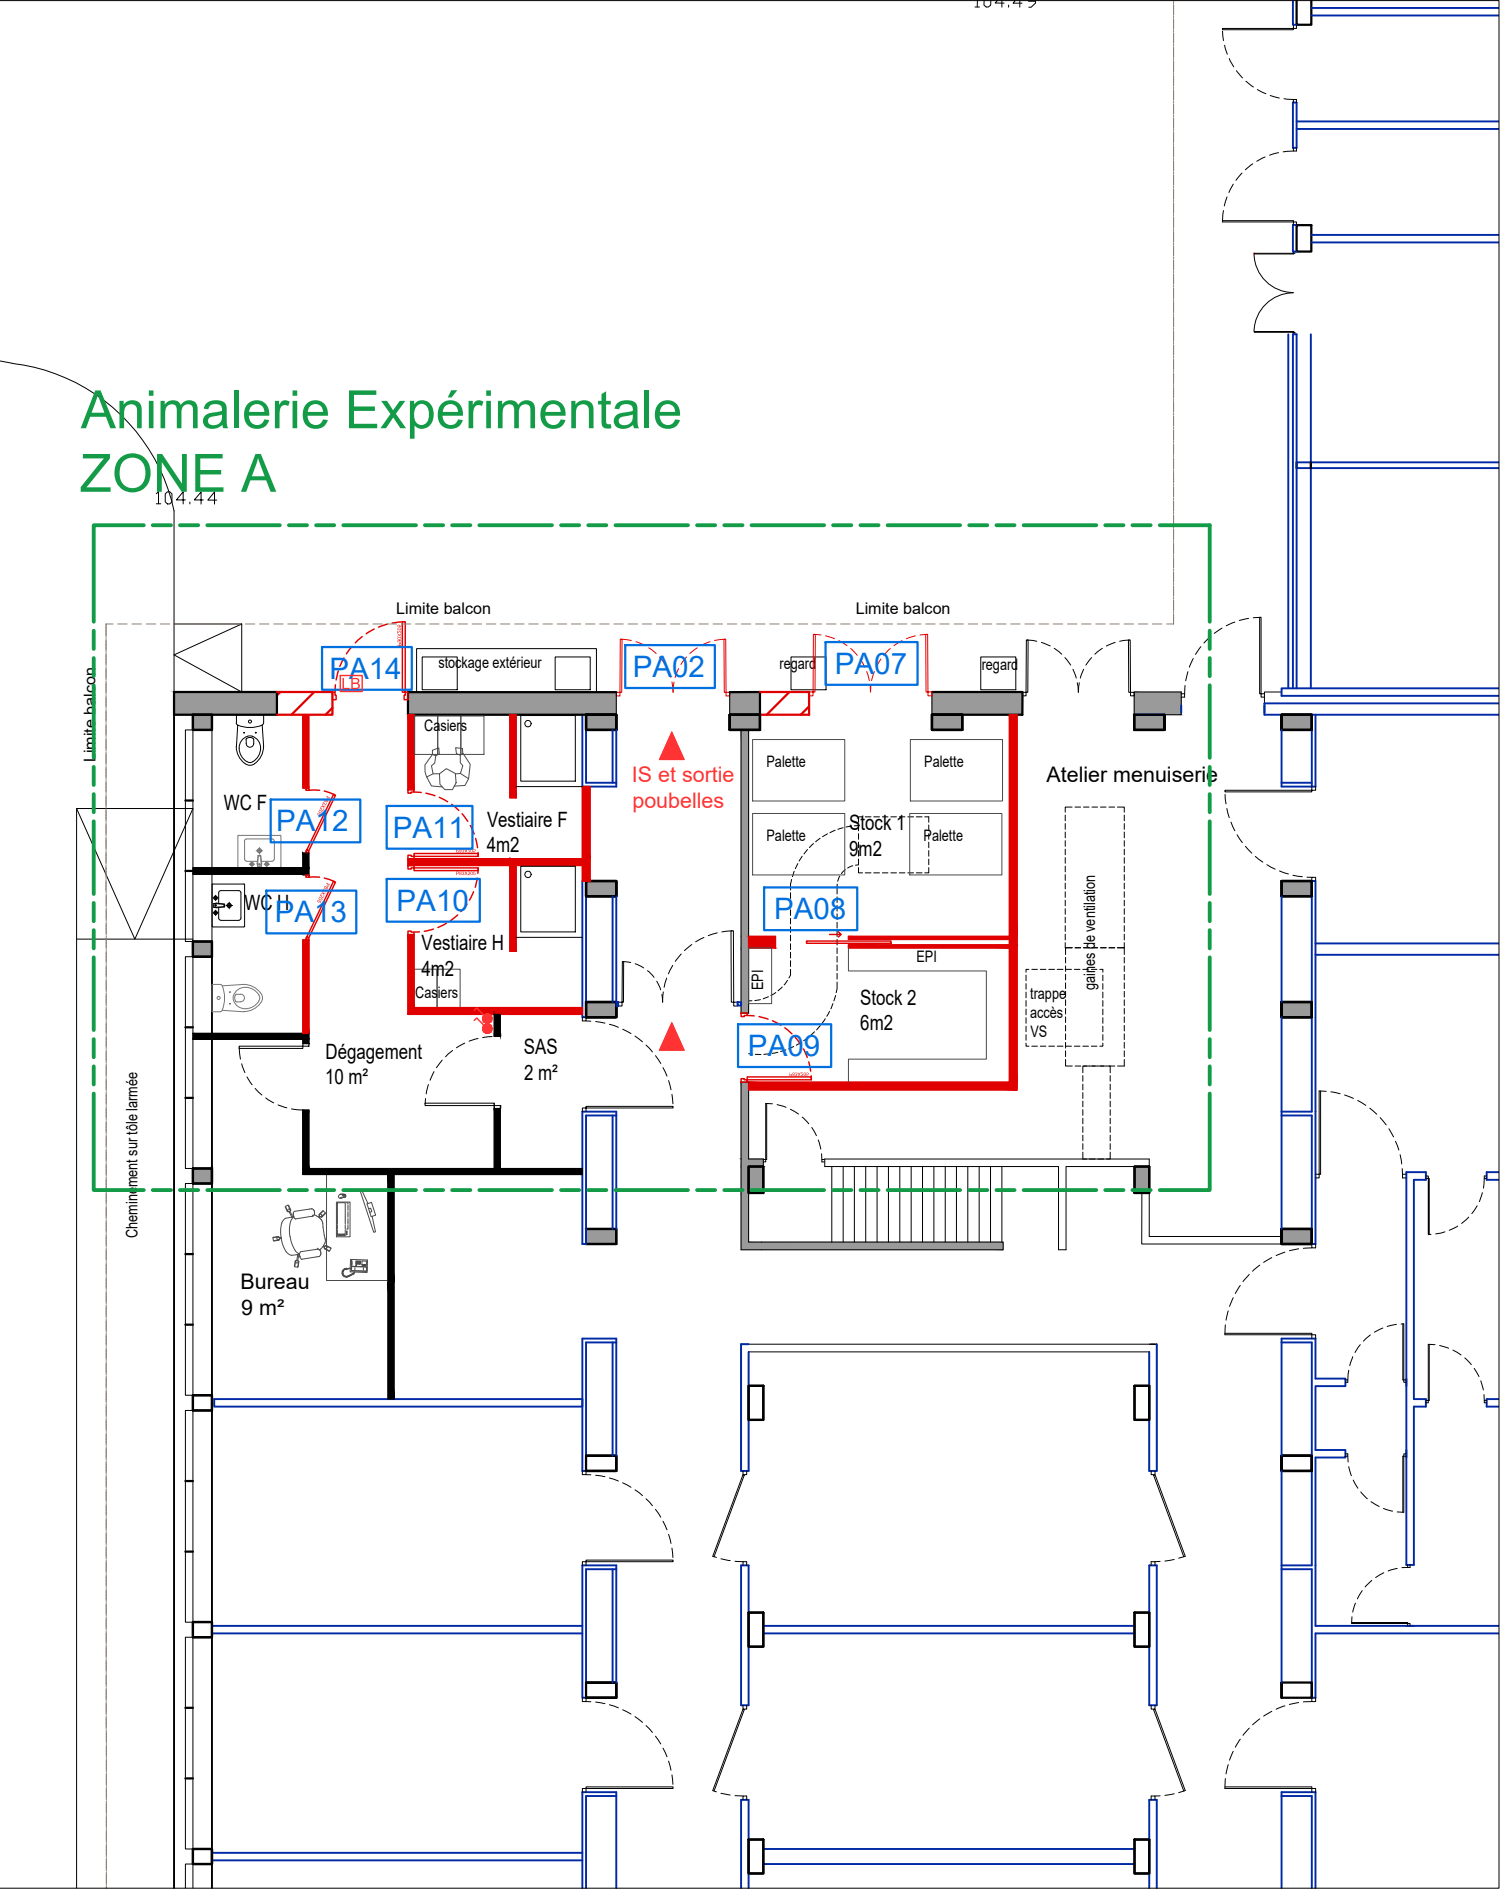 104.49
Animalerie Expérimentale
ZONE A
104.44
Limite balcon
Limite balcon
Limite balcon
PA14
LB
stockage extérieur
PA02
regard
PA07
regard
Casiers
IS et sortie
poubelles
Palette
Palette
Atelier menuiserie
WC F
PA12
PA11
Vestiaire F
4m2
Palette
Stock 1
9m2
Palette
WC H
PA13
PA10
PA08
Vestiaire H
4m2
Casiers
EPI
EPI
gaines de ventilation
Stock 2
6m2
trappe
accès
VS
PA09
Dégagement
10 m²
SAS
2 m²
Cheminement sur tôle larmée
Bureau
9 m²